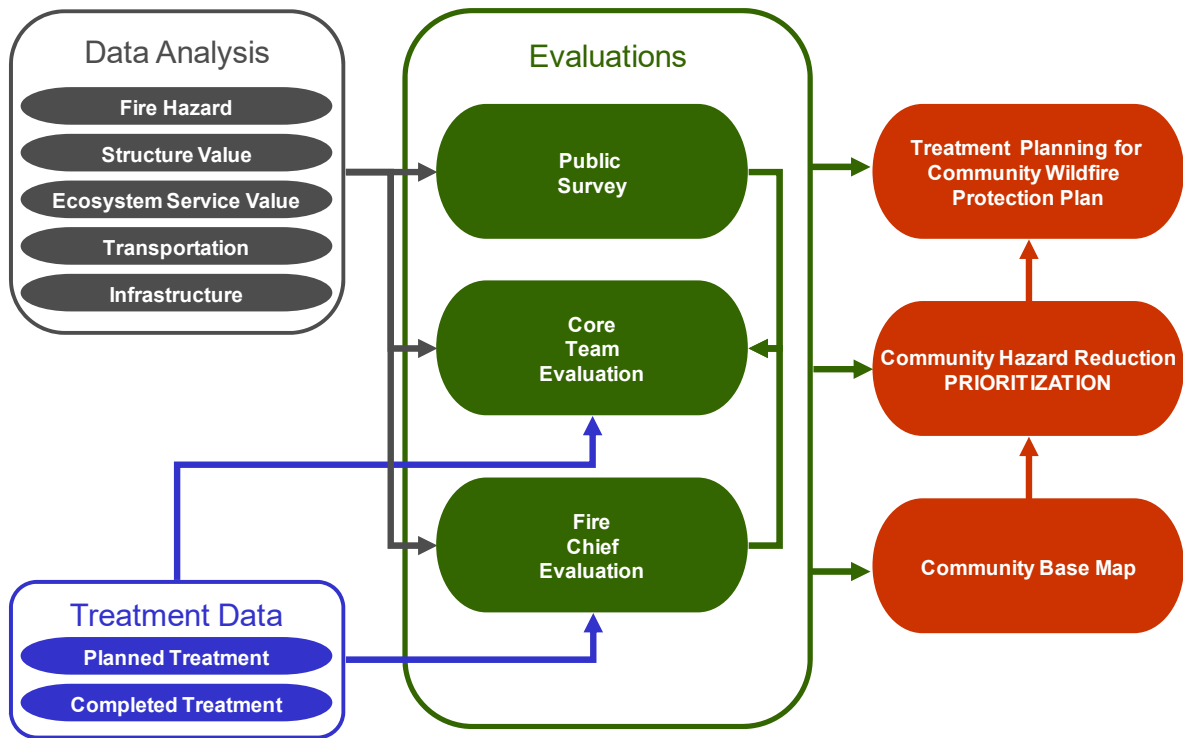 Data Analysis
Fire Hazard
Structure Value
Ecosystem Service Value
Transportation
Infrastructure
Treatment Data
Planned Treatment
Completed Treatment
Evaluations
Public
Survey
Core
Team
Evaluation
Fire
Chief
Evaluation
Treatment Planning for
Community Wildfire
Protection Plan
Community Hazard Reduction
PRIORITIZATION
Community Base Map